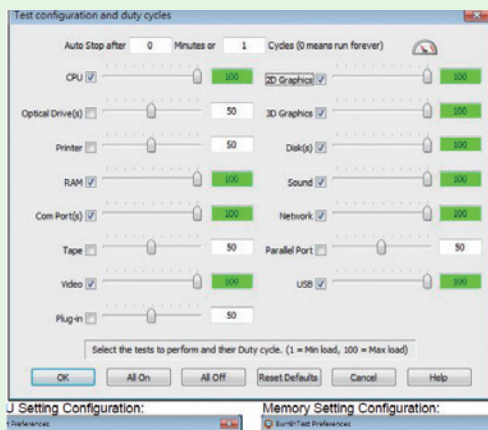 Test configuration and duty cycles
Auto Stop after 0 Minutes or 1 Cycles (0 means run forever)
CPU 100 2D Graphics 100
Optical Drive(s) 50 3D Graphics 100
Printer 50 Disk(s) 100
RAM 100 Sound 100
Com Port(s) 100 Network 100
Tape 50 Parallel Port 50
Video 100 USB 100
Plug-in 50
Select the tests to perform and their Duty cycle. (1 = Min load, 100 = Max load)
OK All On All Off Reset Defaults Cancel Help
U Setting Configuration: Memory Setting Configuration:
t Preferences BurnInTest Preferences